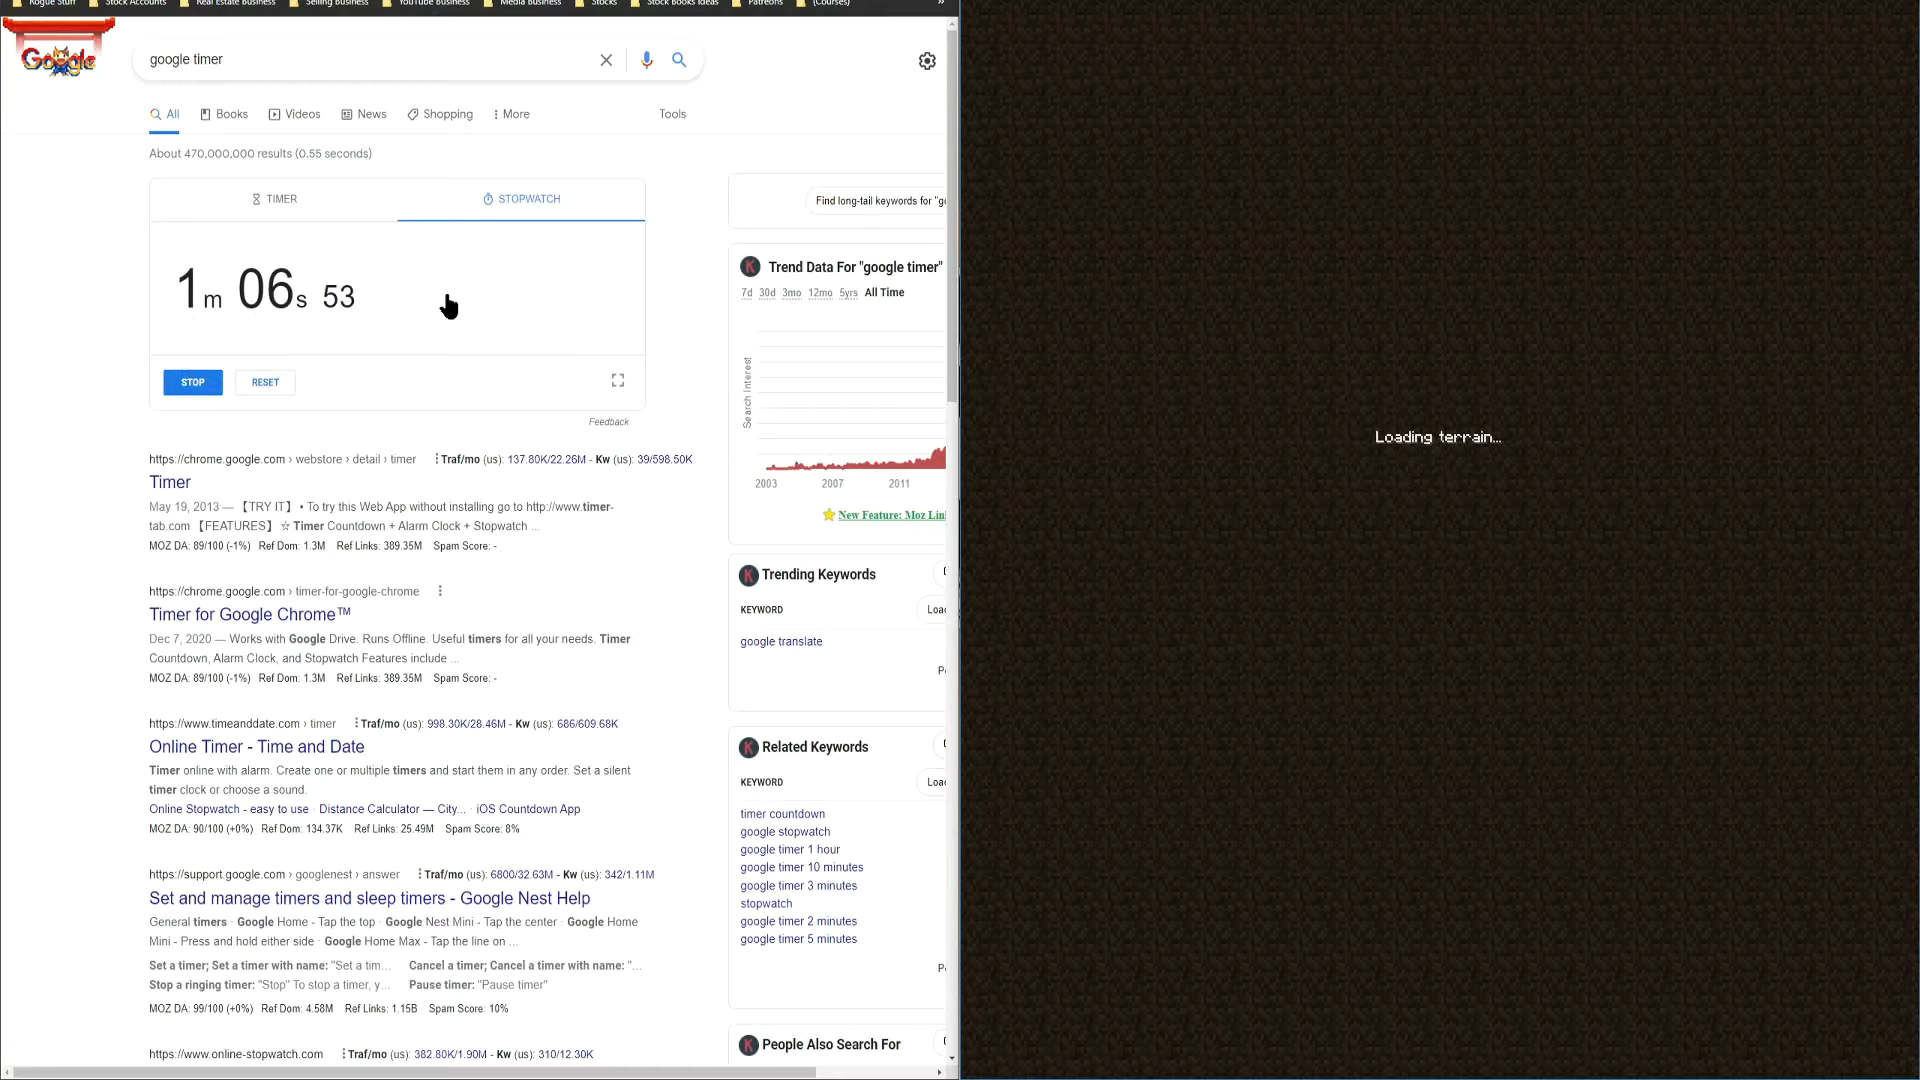 Rogue Stuff Stock Accounts Real Estate Business Selling Business YouTube Business Media Business Stocks Stock Books Ideas Patreons (Courses) »
Google
google timer
All Books Videos News Shopping More Tools
About 470,000,000 results (0.55 seconds)
TIMER STOPWATCH
1m 06s 53
STOP RESET
Feedback
https://chrome.google.com › webstore › detail › timer Traf/mo (us): 137.80K/22.26M - Kw (us): 39/598.50K
Timer
May 19, 2013 — 【TRY IT】 • To try this Web App without installing go to http://www.timer-
tab.com 【FEATURES】 ☆ Timer Countdown + Alarm Clock + Stopwatch ...
MOZ DA: 89/100 (-1%) Ref Dom: 1.3M Ref Links: 389.35M Spam Score: -
https://chrome.google.com › timer-for-google-chrome
Timer for Google Chrome™
Dec 7, 2020 — Works with Google Drive. Runs Offline. Useful timers for all your needs. Timer
Countdown, Alarm Clock, and Stopwatch Features include ...
MOZ DA: 89/100 (-1%) Ref Dom: 1.3M Ref Links: 389.35M Spam Score: -
https://www.timeanddate.com › timer Traf/mo (us): 998.30K/28.46M - Kw (us): 686/609.68K
Online Timer - Time and Date
Timer online with alarm. Create one or multiple timers and start them in any order. Set a silent
timer clock or choose a sound.
Online Stopwatch - easy to use · Distance Calculator — City... · iOS Countdown App
MOZ DA: 90/100 (+0%) Ref Dom: 134.37K Ref Links: 25.49M Spam Score: 8%
https://support.google.com › googlenest › answer Traf/mo (us): 6800/32.63M - Kw (us): 342/1.11M
Set and manage timers and sleep timers - Google Nest Help
General timers · Google Home - Tap the top · Google Nest Mini - Tap the center · Google Home
Mini - Press and hold either side · Google Home Max - Tap the line on ...
Set a timer; Set a timer with name: "Set a tim... Cancel a timer; Cancel a timer with name: "...
Stop a ringing timer: "Stop" To stop a timer, y... Pause timer: "Pause timer"
MOZ DA: 99/100 (+0%) Ref Dom: 4.58M Ref Links: 1.15B Spam Score: 10%
https://www.online-stopwatch.com Traf/mo (us): 382.80K/1.90M - Kw (us): 310/12.30K
Find long-tail keywords for "go
Trend Data For "google timer"
7d 30d 3mo 12mo 5yrs All Time
Search Interest
2003 2007 2011
New Feature: Moz Lin
Trending Keywords
KEYWORD Loa
google translate
Related Keywords
KEYWORD Loa
timer countdown
google stopwatch
google timer 1 hour
google timer 10 minutes
google timer 3 minutes
stopwatch
google timer 2 minutes
google timer 5 minutes
People Also Search For
Loading terrain...